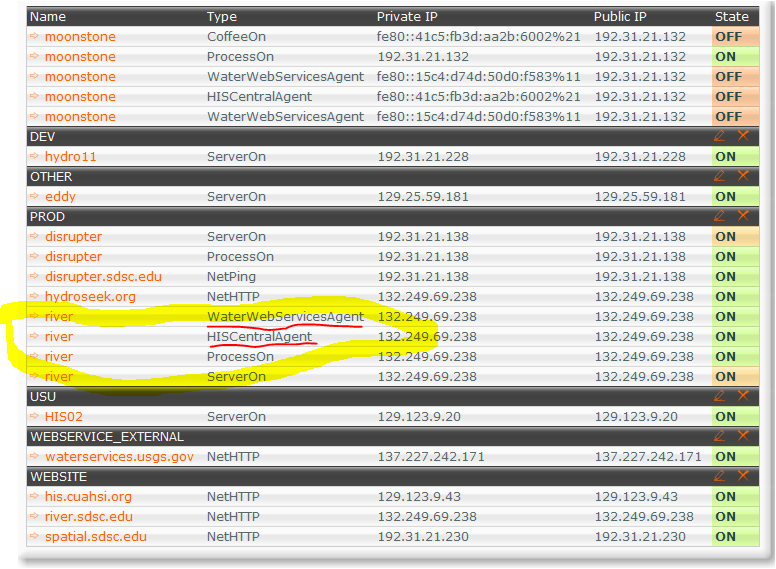 Name Type Private IP Public IP State
moonstone CoffeeOn fe80::41c5:fb3d:aa2b:6002%21 192.31.21.132 OFF
moonstone ProcessOn 192.31.21.132 192.31.21.132 ON
moonstone WaterWebServicesAgent fe80::15c4:d74d:50d0:f583%11 192.31.21.132 OFF
moonstone HISCentralAgent fe80::41c5:fb3d:aa2b:6002%21 192.31.21.132 OFF
moonstone WaterWebServicesAgent fe80::41c5:fb3d:aa2b:6002%21 192.31.21.132 OFF
DEV
hydro11 ServerOn 192.31.21.228 192.31.21.228 ON
OTHER
eddy ServerOn 129.25.59.181 129.25.59.181 ON
PROD
disrupter ServerOn 192.31.21.138 192.31.21.138 ON
disrupter ProcessOn 192.31.21.138 192.31.21.138 ON
disrupter.sdsc.edu NetPing 192.31.21.138 192.31.21.138 ON
hydroseek.org NetHTTP 132.249.69.238 132.249.69.238 ON
river WaterWebServicesAgent 132.249.69.238 132.249.69.238 ON
river HISCentralAgent 132.249.69.238 132.249.69.238 ON
river ProcessOn 132.249.69.238 132.249.69.238 ON
river ServerOn 132.249.69.238 132.249.69.238 ON
USU
HIS02 ServerOn 129.123.9.20 129.123.9.20 ON
WEBSERVICE_EXTERNAL
waterservices.usgs.gov NetHTTP 137.227.242.171 137.227.242.171 ON
WEBSITE
his.cuahsi.org NetHTTP 129.123.9.43 129.123.9.43 ON
river.sdsc.edu NetHTTP 132.249.69.238 132.249.69.238 ON
spatial.sdsc.edu NetHTTP 192.31.21.230 192.31.21.230 ON